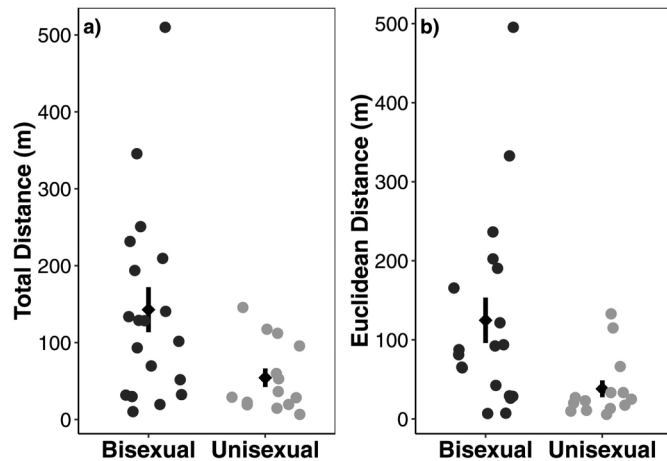 a)
Total Distance (m)
500
400
300
200
100
0
Bisexual Unisexual
b)
Euclidean Distance (m)
500
400
300
200
100
0
Bisexual Unisexual